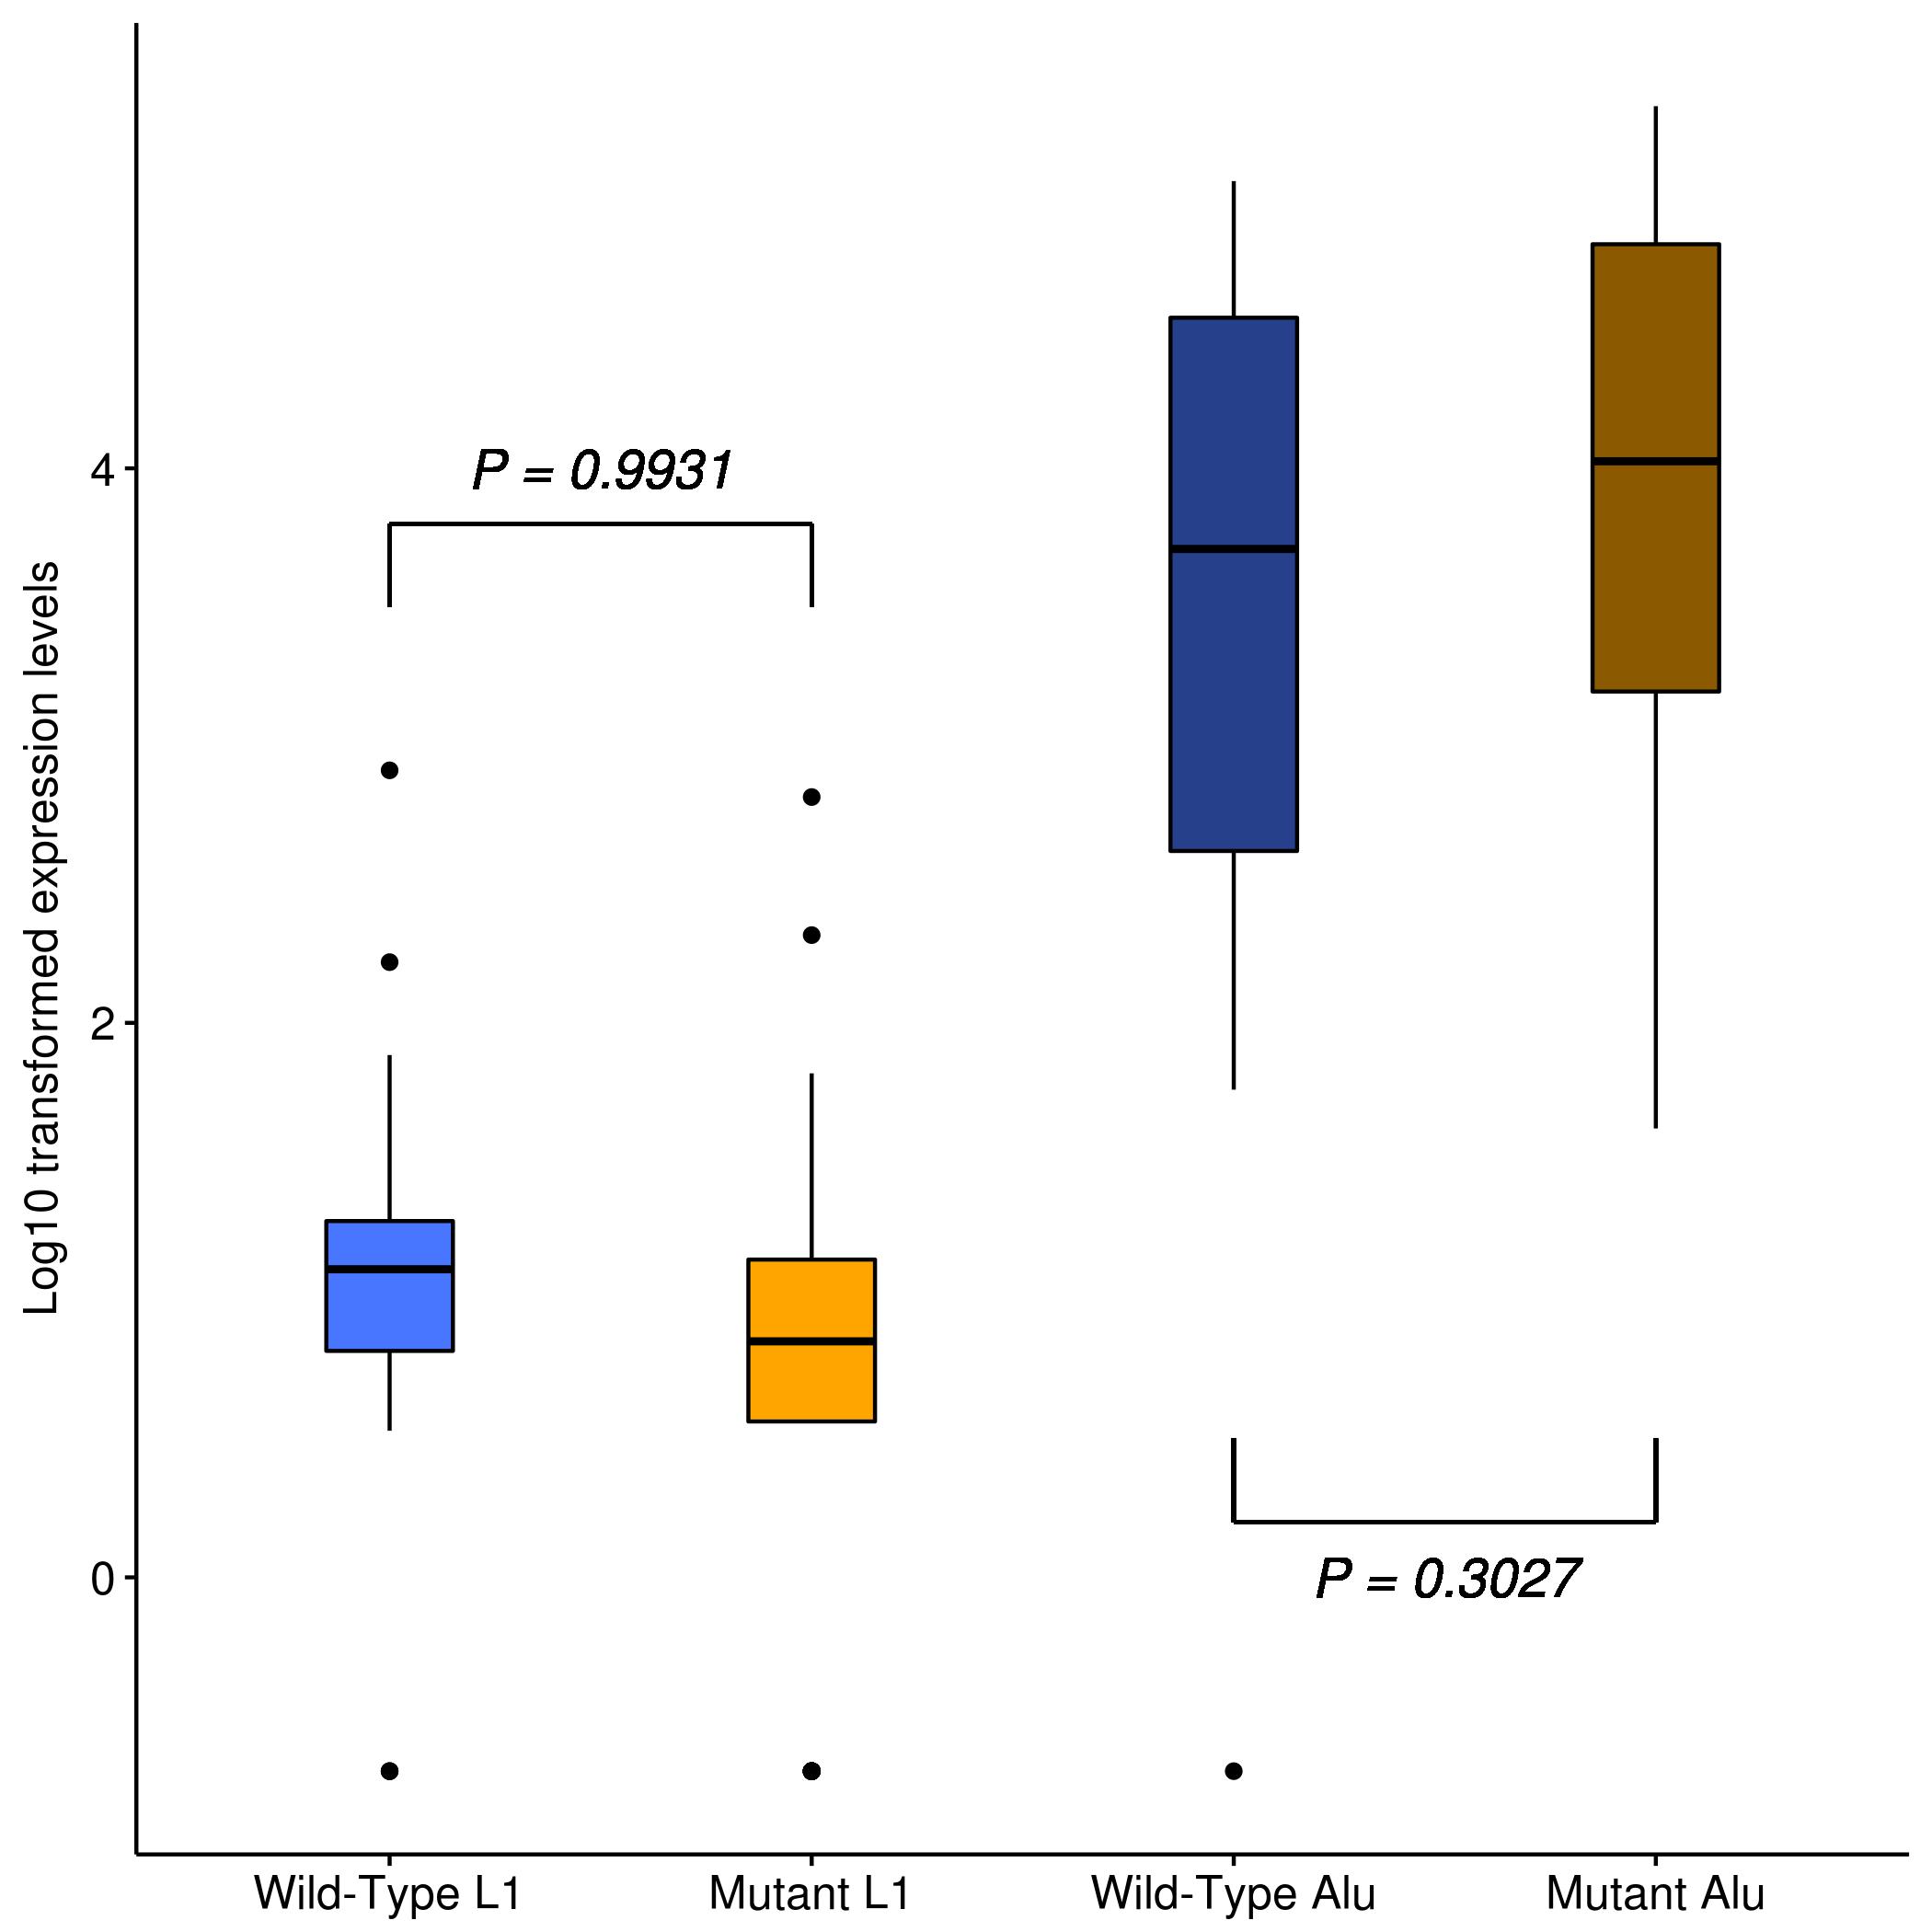 Log10 transformed expression levels
4
2
0
P = 0.9931
P = 0.3027
Wild-Type L1
Mutant L1
Wild-Type Alu
Mutant Alu